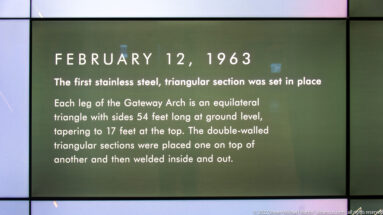 FEBRUARY 12, 1963
The first stainless steel, triangular section was set in place
Each leg of the Gateway Arch is an equilateral
triangle with sides 54 feet long at ground level,
tapering to 17 feet at the top. The double-walled
triangular sections were placed one on top of
another and then welded inside and out.